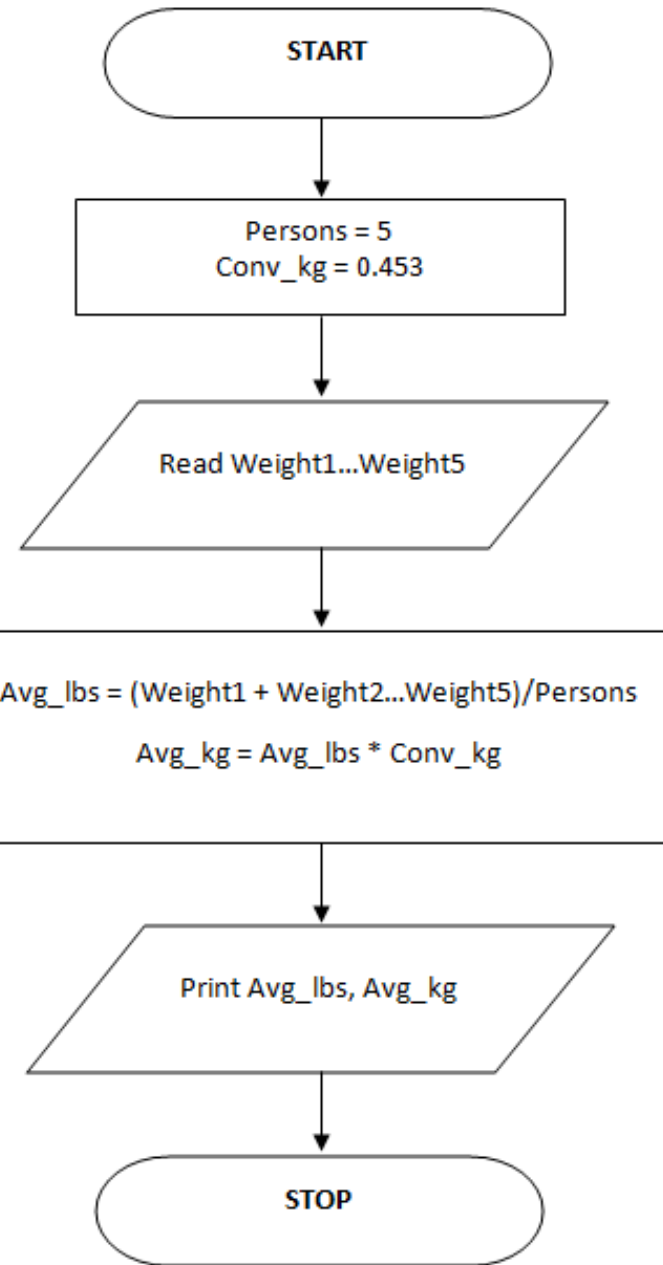 START
Persons = 5
Conv_kg = 0.453
Read Weight1...Weight5
Avg_lbs = (Weight1 + Weight2...Weight5)/Persons
Avg_kg = Avg_lbs * Conv_kg
Print Avg_lbs, Avg_kg
STOP